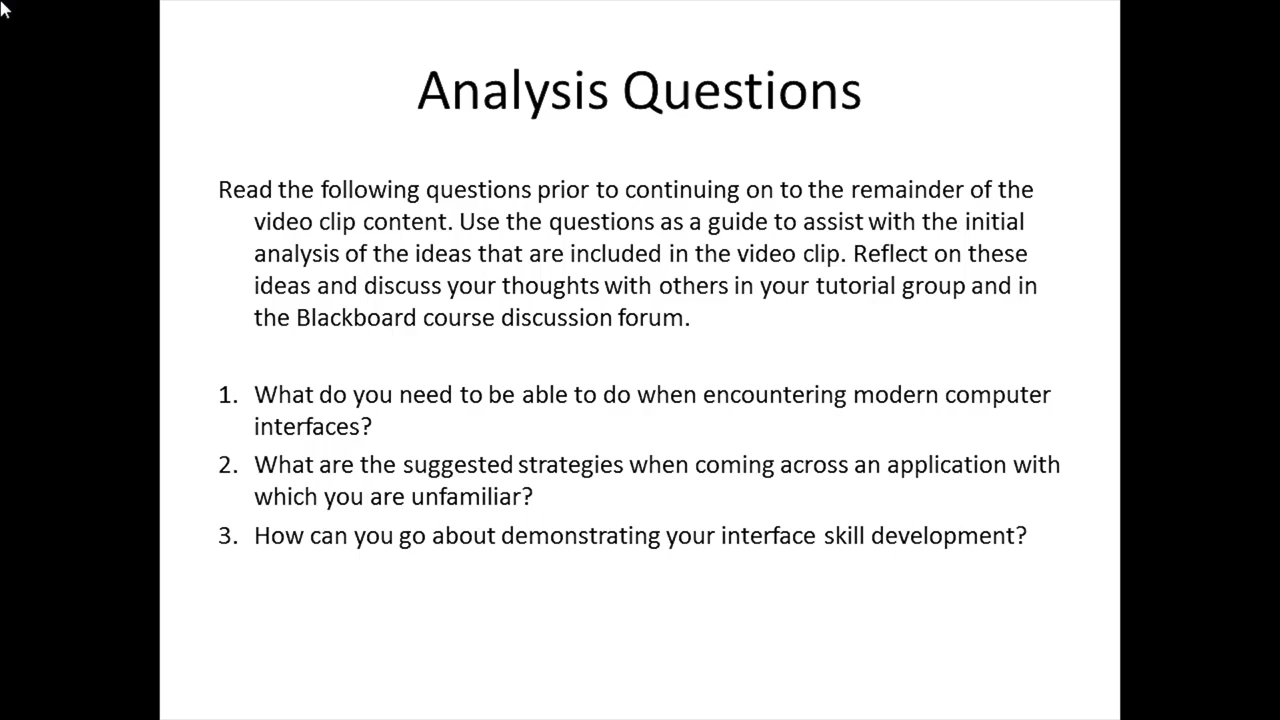 Analysis Questions
Read the following questions prior to continuing on to the remainder of the
video clip content. Use the questions as a guide to assist with the initial
analysis of the ideas that are included in the video clip. Reflect on these
ideas and discuss your thoughts with others in your tutorial group and in
the Blackboard course discussion forum.
1. What do you need to be able to do when encountering modern computer
interfaces?
2. What are the suggested strategies when coming across an application with
which you are unfamiliar?
3. How can you go about demonstrating your interface skill development?